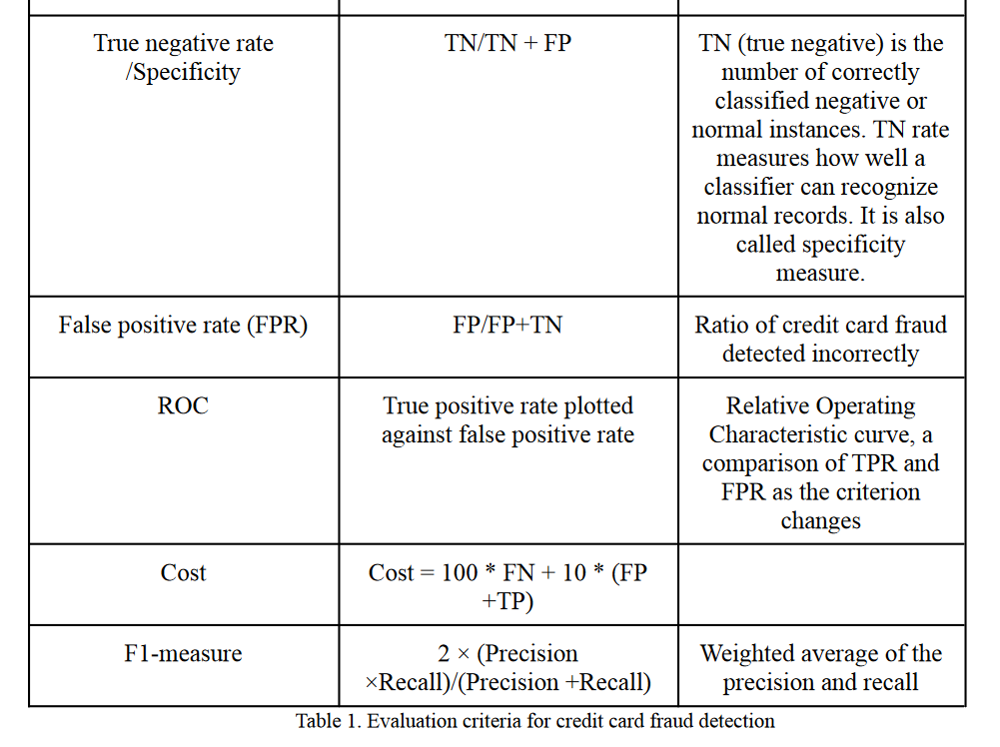 True negative rate
/Specificity
TN/TN + FP
TN (true negative) is the
number of correctly
classified negative or
normal instances. TN rate
measures how well a
classifier can recognize
normal records. It is also
called specificity
measure.
False positive rate (FPR)
FP/FP+TN
Ratio of credit card fraud
detected incorrectly
ROC
True positive rate plotted
against false positive rate
Relative Operating
Characteristic curve, a
comparison of TPR and
FPR as the criterion
changes
Cost
Cost = 100 * FN + 10 * (FP
+TP)
F1-measure
2 × (Precision
×Recall)/(Precision +Recall)
Weighted average of the
precision and recall
Table 1. Evaluation criteria for credit card fraud detection